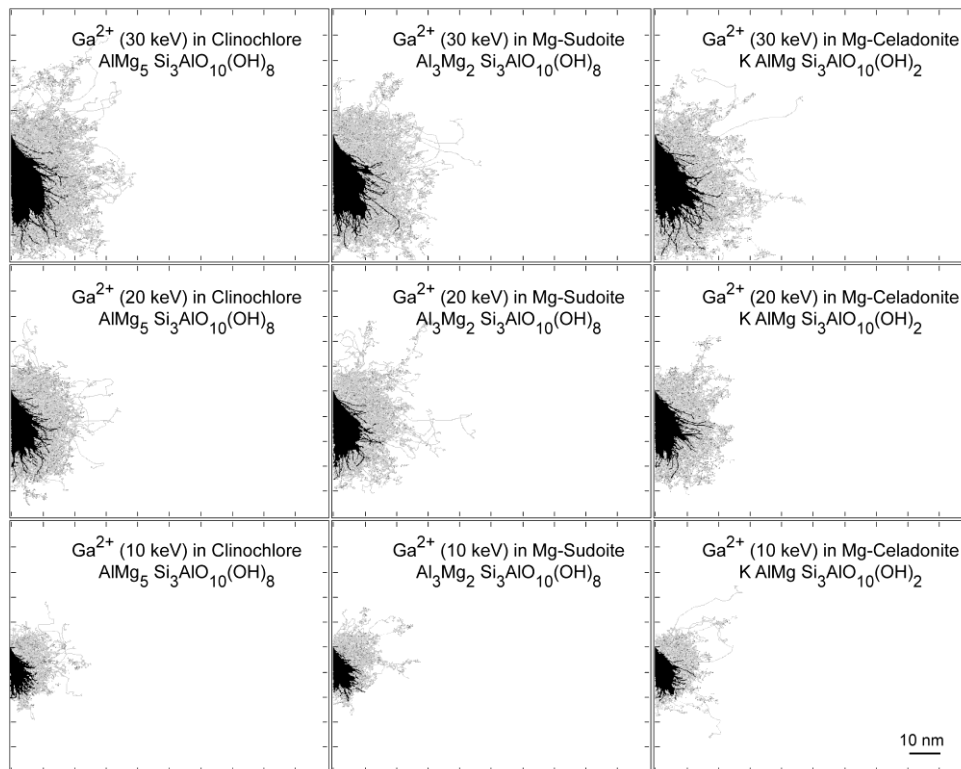 Ga²⁺ (30 keV) in Clinochlore
AlMg₅ Si₃AlO₁₀(OH)₈
Ga²⁺ (30 keV) in Mg-Sudoite
Al₃Mg₂ Si₃AlO₁₀(OH)₈
Ga²⁺ (30 keV) in Mg-Celadonite
K AlMg Si₃AlO₁₀(OH)₂
Ga²⁺ (20 keV) in Clinochlore
AlMg₅ Si₃AlO₁₀(OH)₈
Ga²⁺ (20 keV) in Mg-Sudoite
Al₃Mg₂ Si₃AlO₁₀(OH)₈
Ga²⁺ (20 keV) in Mg-Celadonite
K AlMg Si₃AlO₁₀(OH)₂
Ga²⁺ (10 keV) in Clinochlore
AlMg₅ Si₃AlO₁₀(OH)₈
Ga²⁺ (10 keV) in Mg-Sudoite
Al₃Mg₂ Si₃AlO₁₀(OH)₈
Ga²⁺ (10 keV) in Mg-Celadonite
K AlMg Si₃AlO₁₀(OH)₂
10 nm